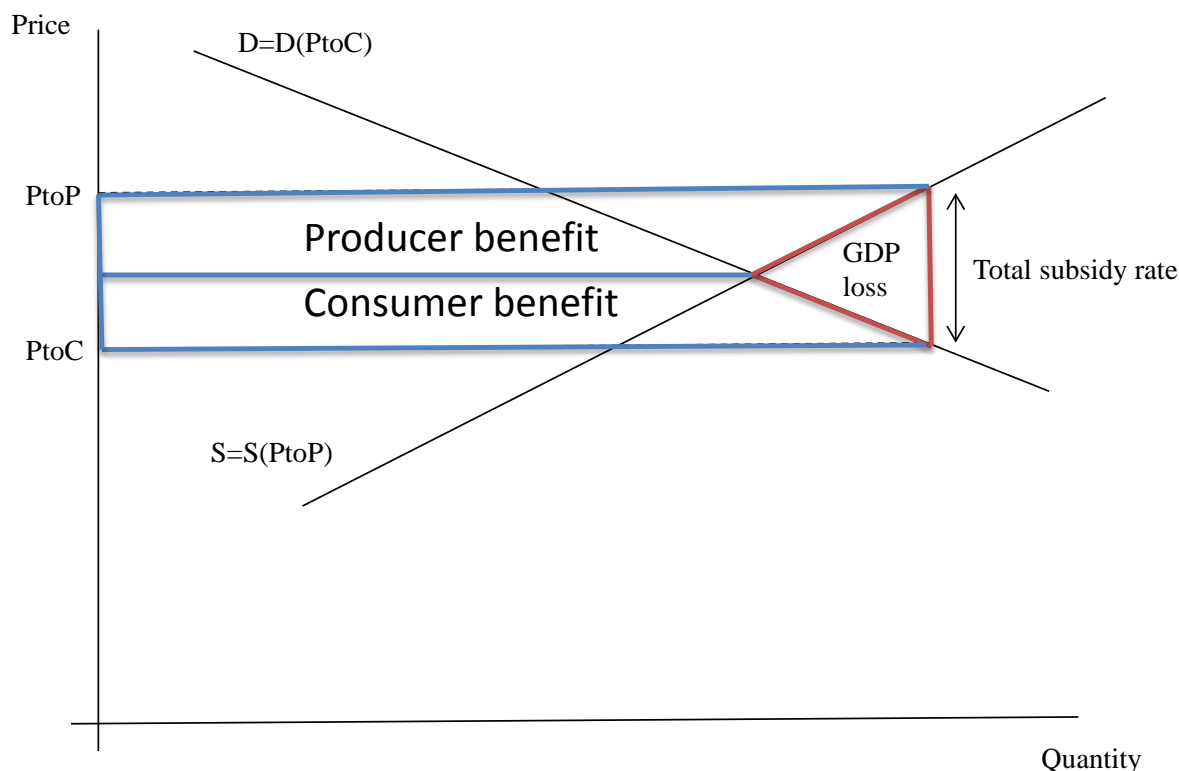 Price
D=D(PtoC)
PtoP
Producer benefit
GDP
loss
Total subsidy rate
Consumer benefit
PtoC
S=S(PtoP)
Quantity